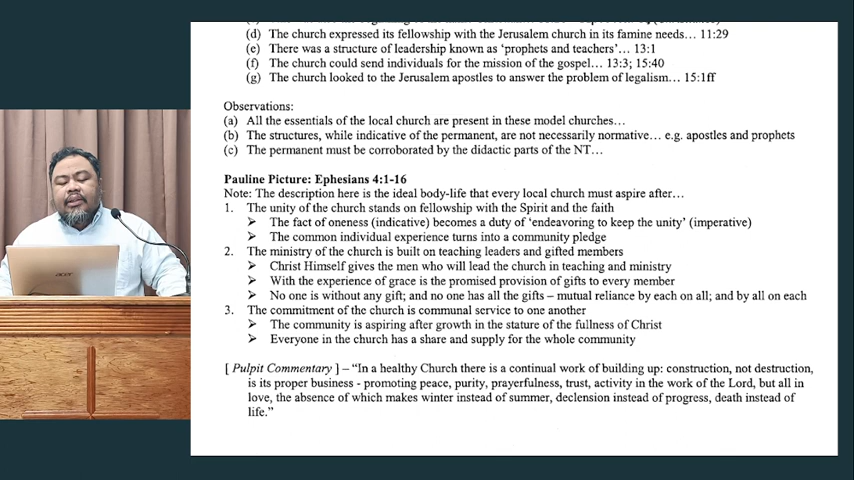 (d) The church expressed its fellowship with the Jerusalem church in its famine needs… 11:29
(e) There was a structure of leadership known as ‘prophets and teachers’… 13:1
(f) The church could send individuals for the mission of the gospel… 13:3; 15:40
(g) The church looked to the Jerusalem apostles to answer the problem of legalism… 15:1ff
Observations:
(a) All the essentials of the local church are present in these model churches…
(b) The structures, while indicative of the permanent, are not necessarily normative… e.g. apostles and prophets
(c) The permanent must be corroborated by the didactic parts of the NT…
Pauline Picture: Ephesians 4:1-16
Note: The description here is the ideal body-life that every local church must aspire after…
1. The unity of the church stands on fellowship with the Spirit and the faith
➢ The fact of oneness (indicative) becomes a duty of ‘endeavoring to keep the unity’ (imperative)
➢ The common individual experience turns into a community pledge
2. The ministry of the church is built on teaching leaders and gifted members
➢ Christ Himself gives the men who will lead the church in teaching and ministry
➢ With the experience of grace is the promised provision of gifts to every member
➢ No one is without any gift; and no one has all the gifts – mutual reliance by each on all; and by all on each
3. The commitment of the church is communal service to one another
➢ The community is aspiring after growth in the stature of the fullness of Christ
➢ Everyone in the church has a share and supply for the whole community
[ Pulpit Commentary ] – “In a healthy Church there is a continual work of building up: construction, not destruction,
is its proper business - promoting peace, purity, prayerfulness, trust, activity in the work of the Lord, but all in
love, the absence of which makes winter instead of summer, declension instead of progress, death instead of
life.”
acer